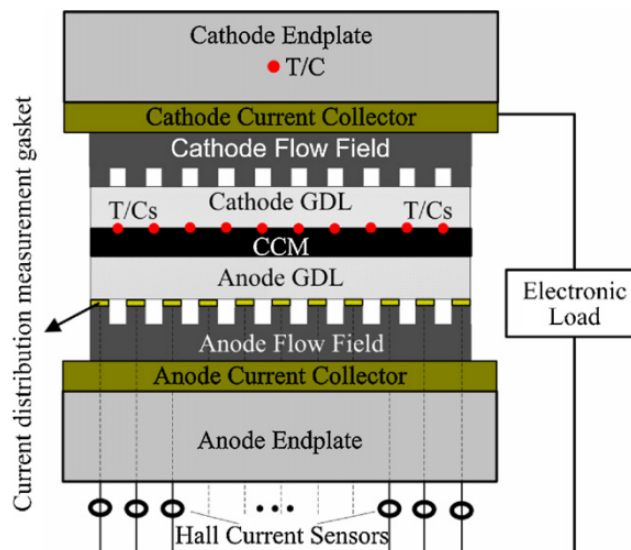 Cathode Endplate
T/C
Cathode Current Collector
Cathode Flow Field
Cathode GDL
T/Cs
T/Cs
CCM
Anode GDL
Anode Flow Field
Anode Current Collector
Anode Endplate
Hall Current Sensors
Electronic
Load
Current distribution measurement gasket